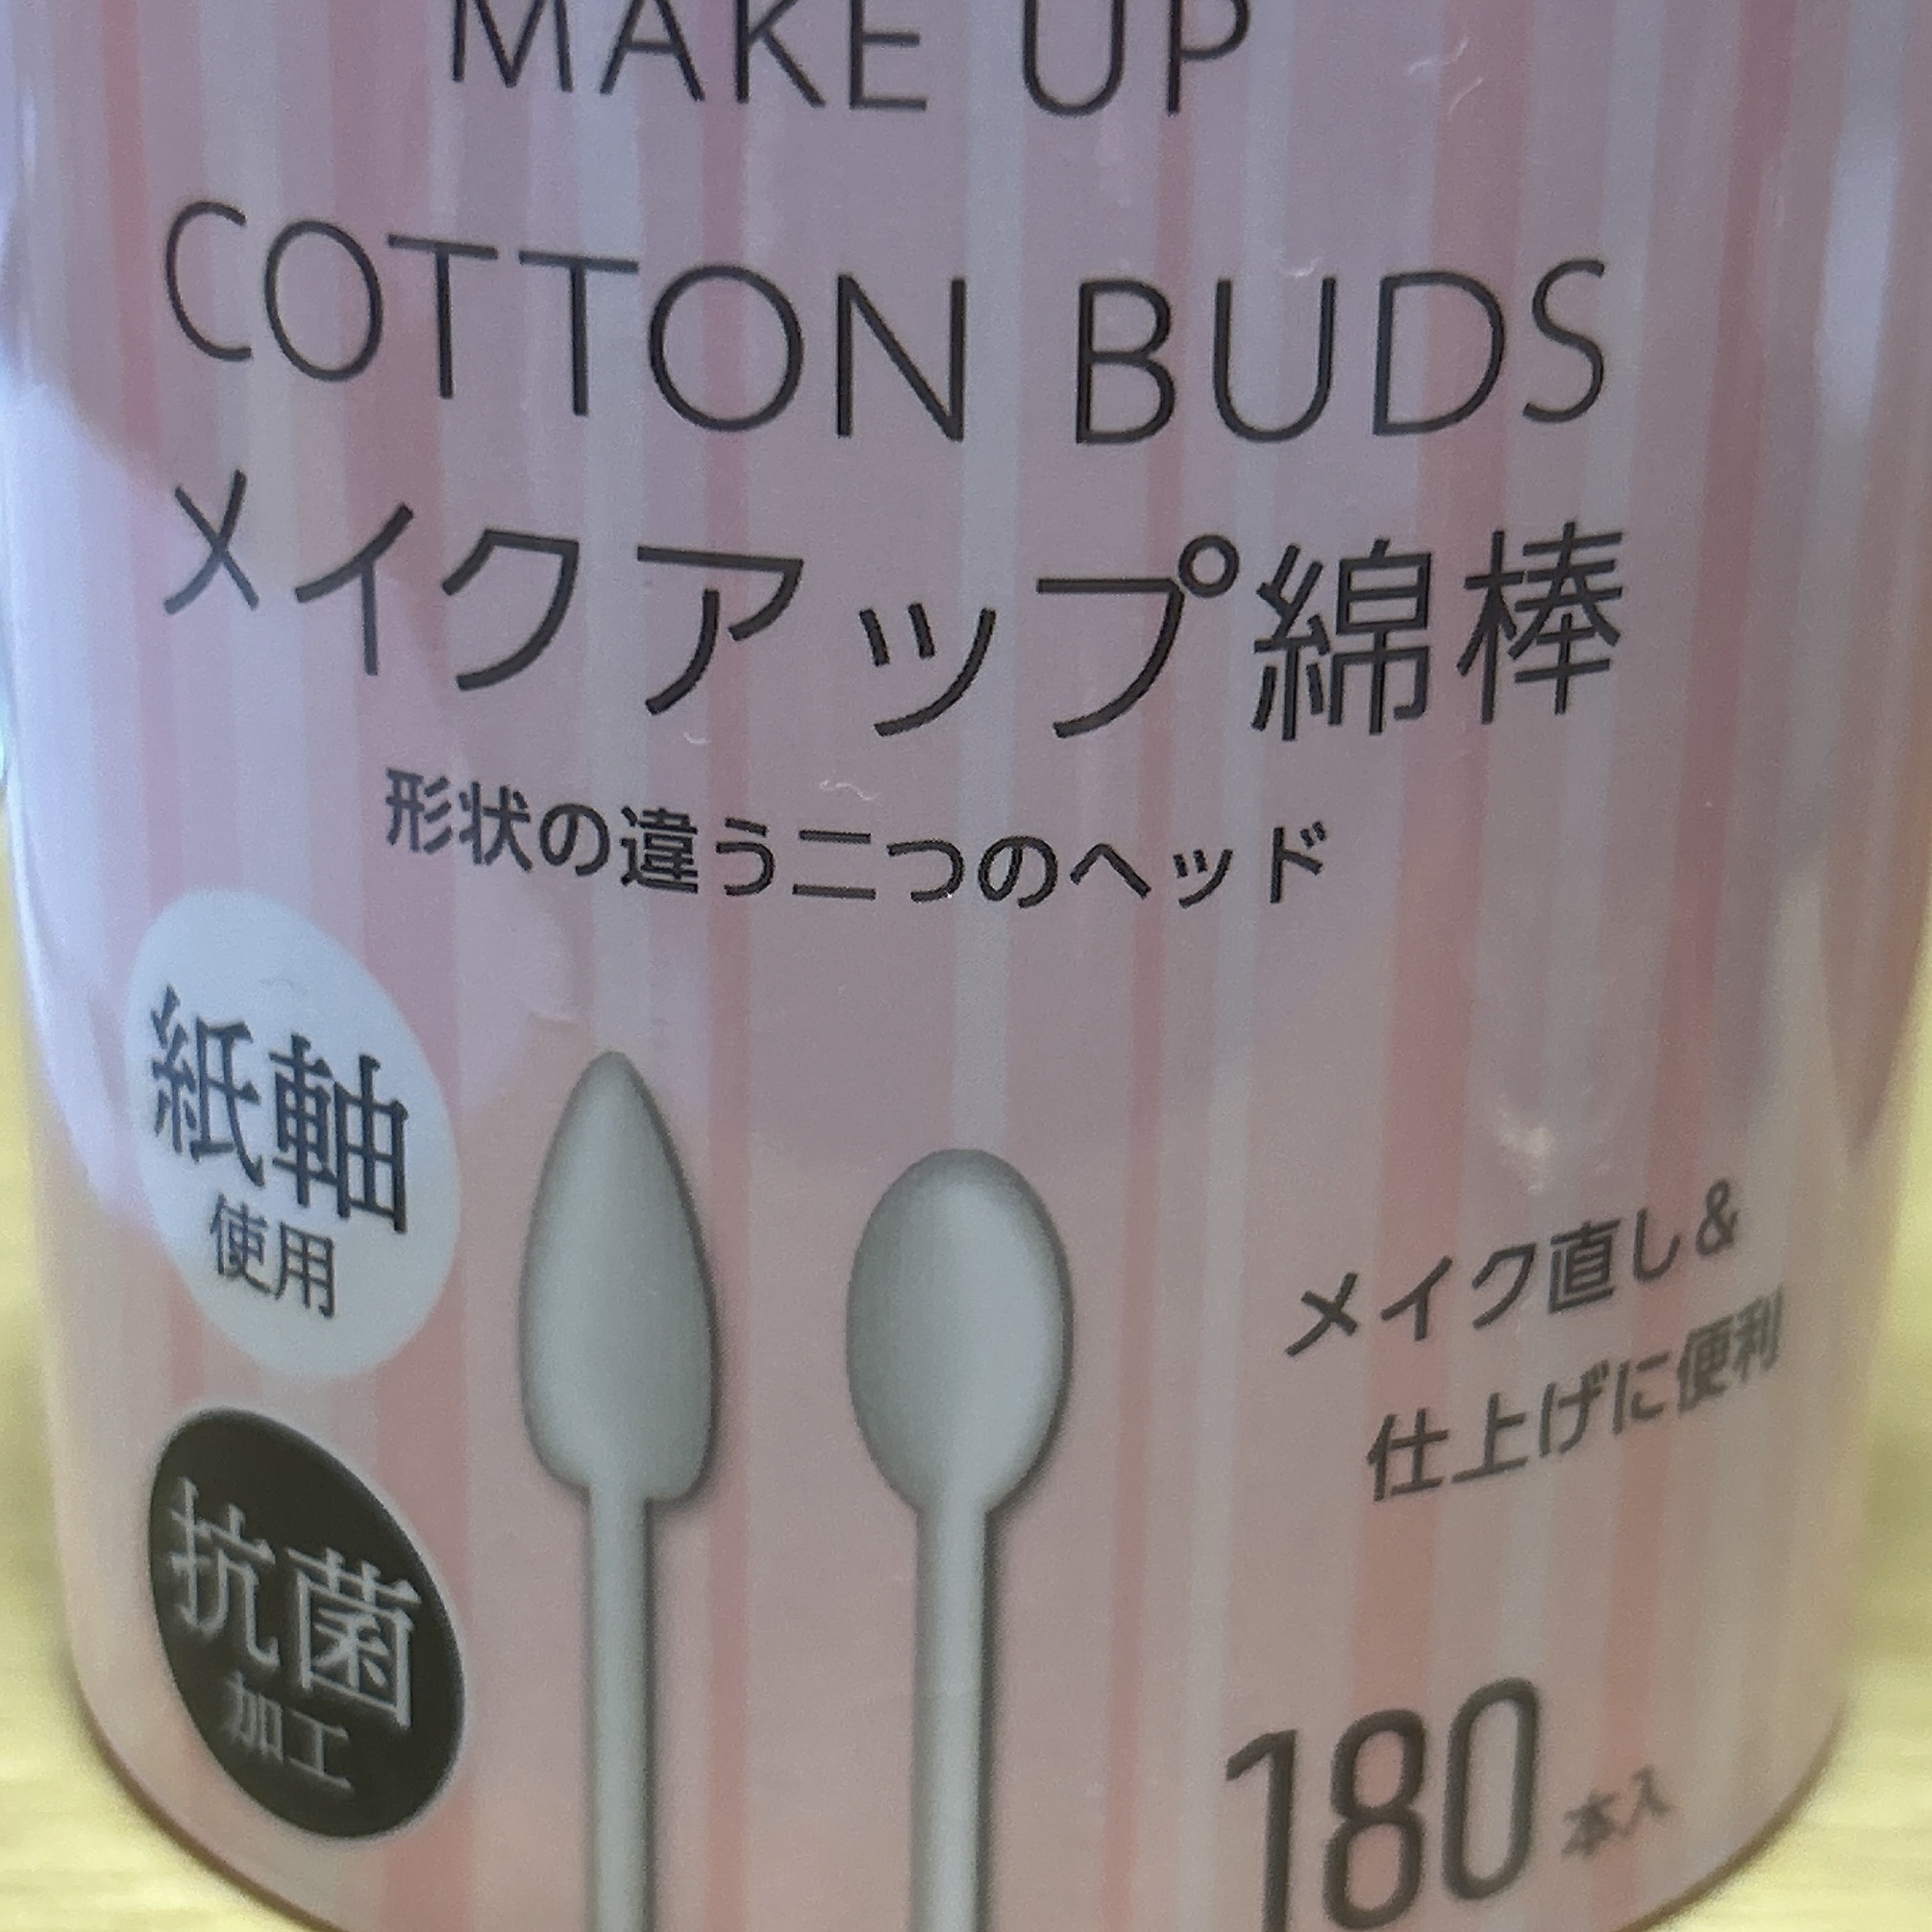 MAKE UP
COTTON BUDS
メイクアップ綿棒
形状の違う二つのヘッド
紙軸
使用
メイク直し&
仕上げに便利
抗菌
加工
180本入